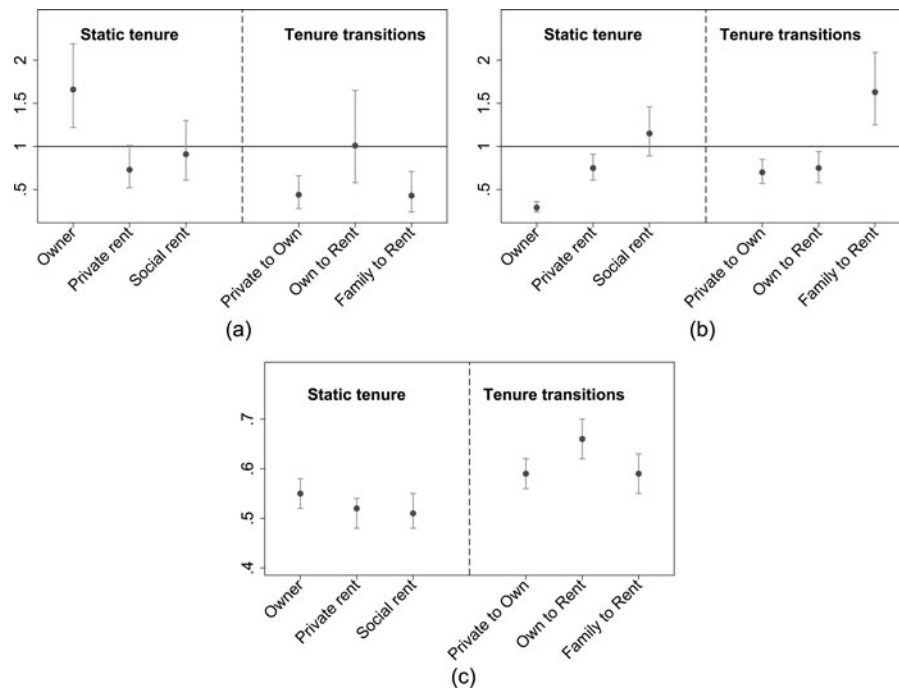 Static tenure
Tenure transitions
2
1.5
1
.5
Owner
Private rent
Social rent
Private to Own
Own to Rent
Family to Rent
(a)
Static tenure
Tenure transitions
2
1.5
1
.5
Owner
Private rent
Social rent
Private to Own
Own to Rent
Family to Rent
(b)
Static tenure
Tenure transitions
.7
.6
.5
.4
Owner
Private rent
Social rent
Private to Own
Own to Rent
Family to Rent
(c)